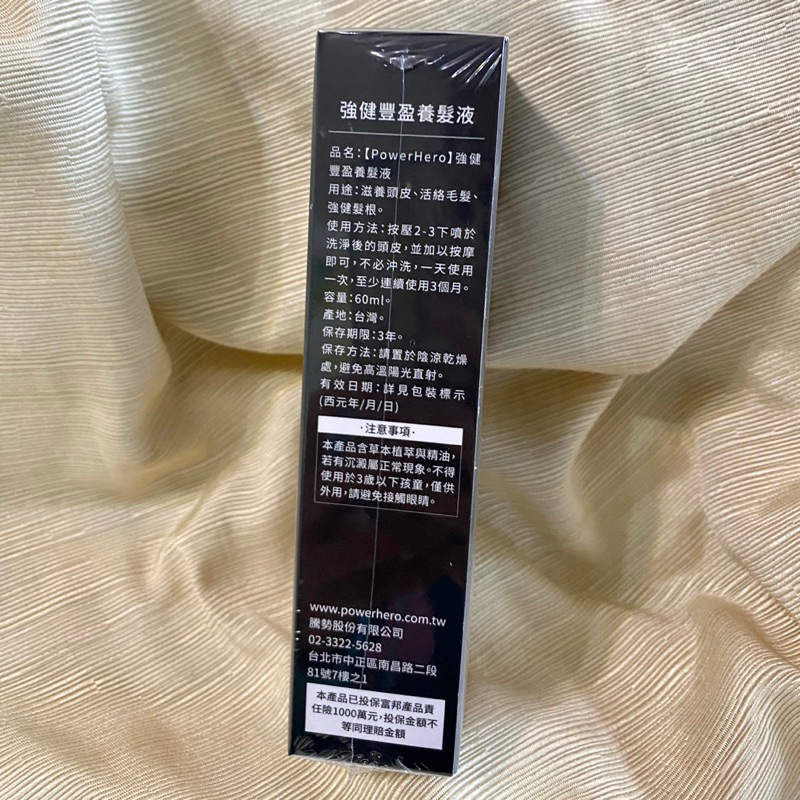 強健豐盈養髮液
品名：【PowerHero】強健
豐盈養髮液
用途：滋養頭皮、活絡毛髮、
強健髮根。
使用方法：按壓2-3下噴於
洗淨後的頭皮，並加以按摩
即可，不必沖洗，一天使用
一次，至少連續使用3個月。
容量：60ml。
產地：台灣。
保存期限：3年。
保存方法：請置於陰涼乾燥
處，避免高溫陽光直射。
有效日期：詳見包裝標示
(西元年/月/日)
·注意事項·
本產品含草本植萃與精油，
若有沉澱屬正常現象。不得
使用於3歲以下孩童，僅供
外用，請避免接觸眼睛。
www.powerhero.com.tw
騰勢股份有限公司
02-3322-5628
台北市中正區南昌路二段
81號7樓之1
本產品已投保富邦產品責
任險1000萬元，投保金額不
等同理賠金額